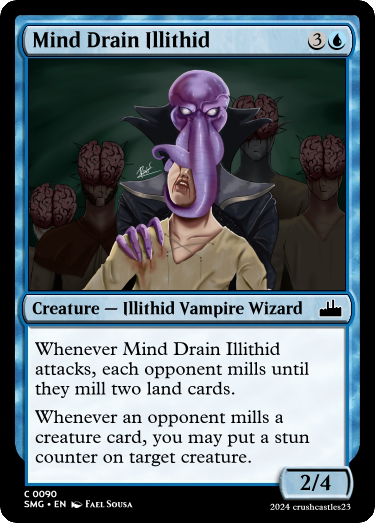 Mind Drain Illithid 3
Creature — Illithid Vampire Wizard
Whenever Mind Drain Illithid
attacks, each opponent mills until
they mill two land cards.
Whenever an opponent mills a
creature card, you may put a stun
counter on target creature.
2/4
C 0090
SMG • EN Fael Sousa
2024 crushcastles23